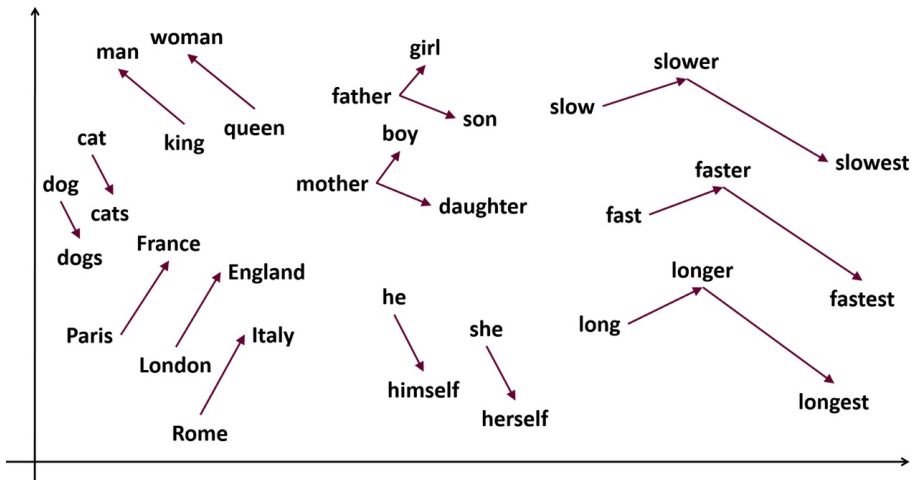 man
woman
king
queen
cat
cats
dog
dogs
France
Paris
England
London
Italy
Rome
father
girl
son
mother
boy
daughter
he
himself
she
herself
slow
slower
slowest
fast
faster
fastest
long
longer
longest